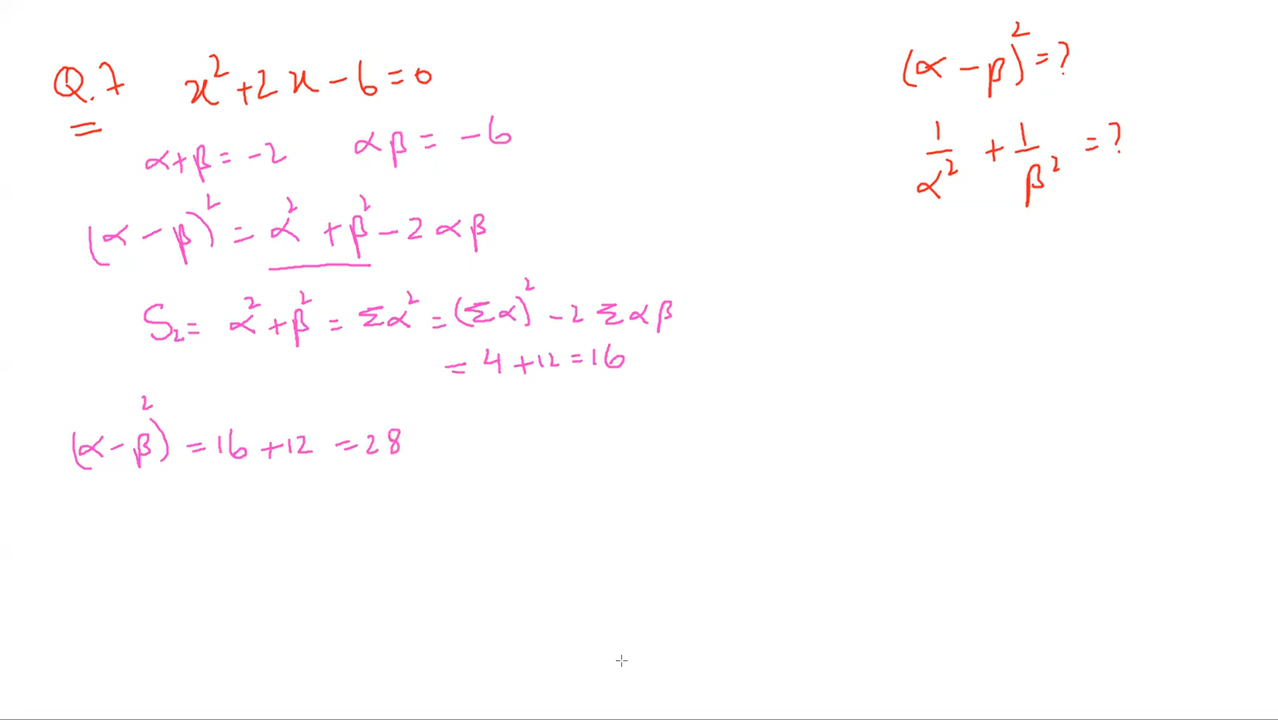 Q.7 x² + 2x - 6 = 0
(α - β)² = ?
1/α² + 1/β² = ?
α + β = -2 αβ = -6
(α - β)² = α² + β² - 2αβ
S₂ = α² + β² = Σα² = (Σα)² - 2Σαβ
= 4 + 12 = 16
(α - β)² = 16 + 12 = 28